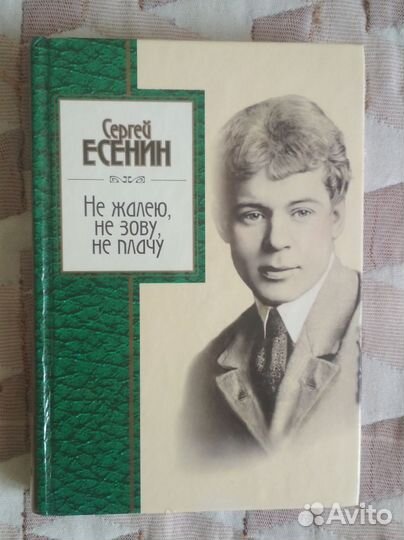 Сергей
ЕСЕНИН
Не жалею,
не зову,
не плачу
Avito